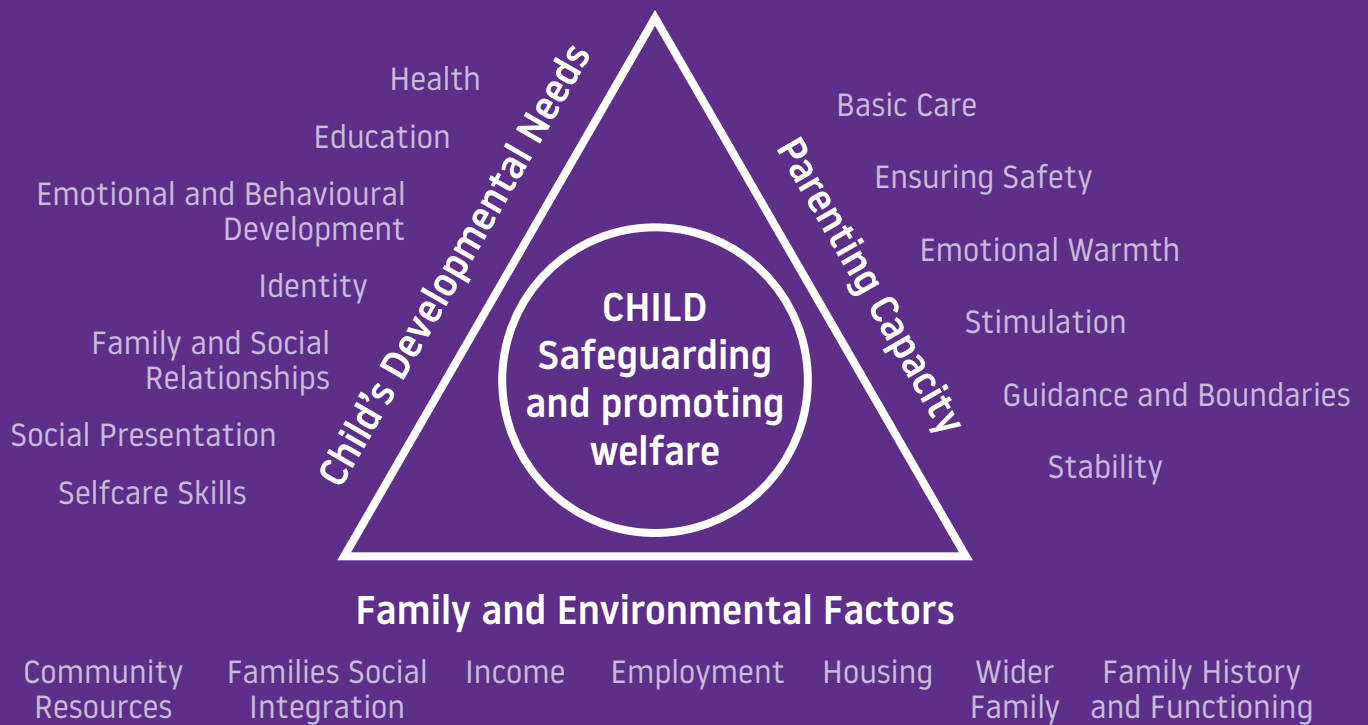 Child's Developmental Needs
Health
Education
Emotional and Behavioural
Development
Identity
Family and Social
Relationships
Social Presentation
Selfcare Skills
Parenting Capacity
Basic Care
Ensuring Safety
Emotional Warmth
Stimulation
Guidance and Boundaries
Stability
CHILD
Safeguarding
and promoting
welfare
Family and Environmental Factors
Community
Resources
Families Social
Integration
Income
Employment
Housing
Wider
Family
Family History
and Functioning